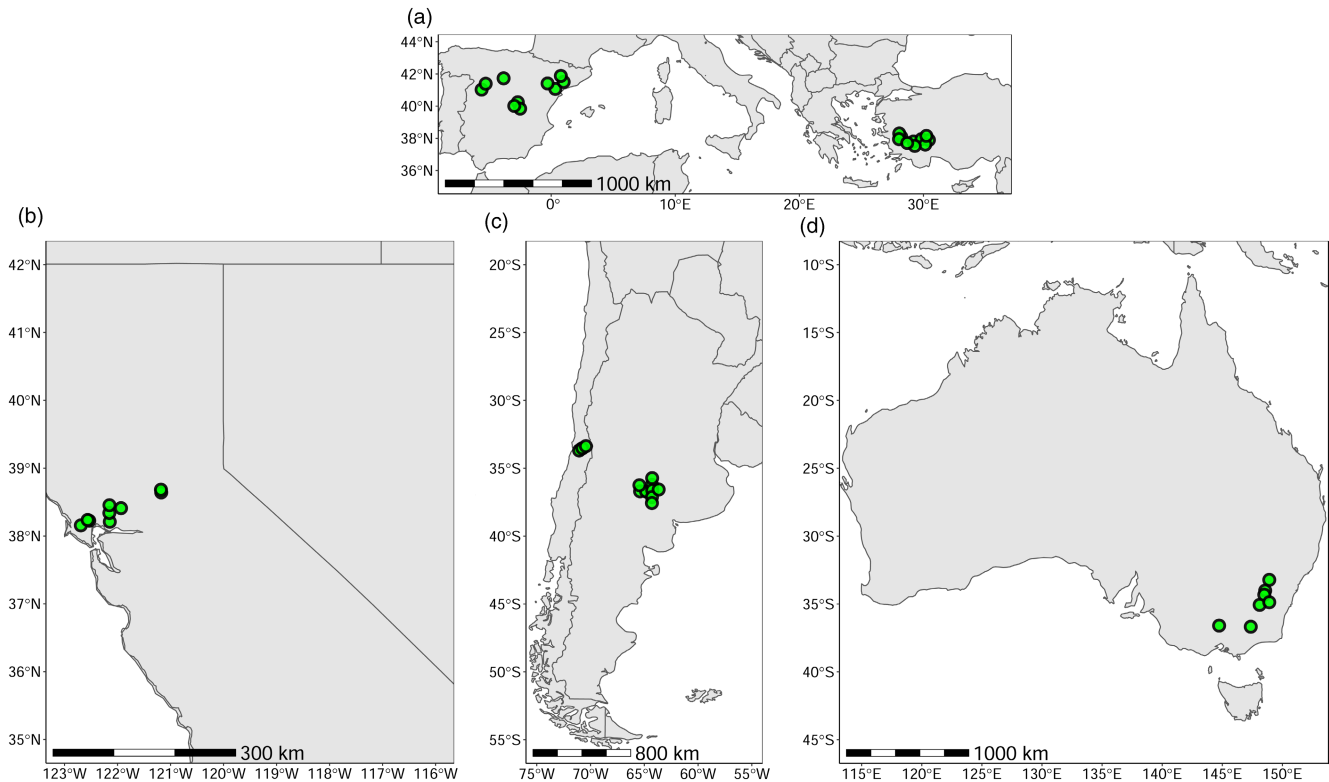 (a)
44°N
42°N
40°N
38°N
36°N
1000 km
0°
10°E
20°E
30°E
(b)
42°N
41°N
40°N
39°N
38°N
37°N
36°N
35°N
300 km
123°W
122°W
121°W
120°W
119°W
118°W
117°W
116°W
(c)
20°S
25°S
30°S
35°S
40°S
45°S
50°S
55°S
800 km
75°W
70°W
65°W
60°W
55°W
54°W
(d)
10°S
15°S
20°S
25°S
30°S
35°S
40°S
45°S
1000 km
115°E
120°E
125°E
130°E
135°E
140°E
145°E
150°E